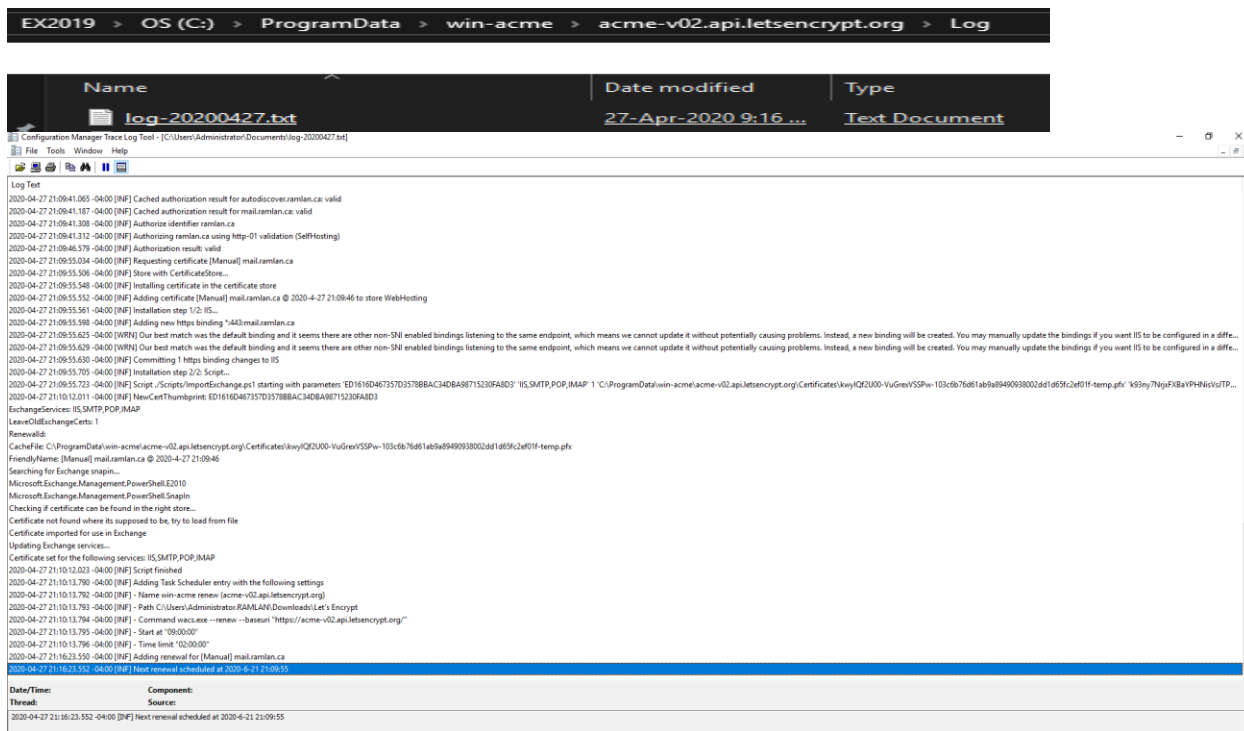 EX2019 > OS (C:) > ProgramData > win-acme > acme-v02.api.letsencrypt.org > Log
Name Date modified Type
log-20200427.txt 27-Apr-2020 9:16 ... Text Document
Configuration Manager Trace Log Tool - [C:\Users\Administrator\Documents\log-20200427.txt]
File Tools Window Help
Log Text
2020-04-27 21:09:41.065 -04:00 [INF] Cached authorization result for autodiscover.ramlan.ca: valid
2020-04-27 21:09:41.187 -04:00 [INF] Cached authorization result for mail.ramlan.ca: valid
2020-04-27 21:09:41.308 -04:00 [INF] Authorize identifier ramlan.ca
2020-04-27 21:09:41.312 -04:00 [INF] Authorizing ramlan.ca using http-01 validation (SelfHosting)
2020-04-27 21:09:46.579 -04:00 [INF] Authorization result: valid
2020-04-27 21:09:55.034 -04:00 [INF] Requesting certificate [Manual] mail.ramlan.ca
2020-04-27 21:09:55.506 -04:00 [INF] Store with CertificateStore...
2020-04-27 21:09:55.548 -04:00 [INF] Installing certificate in the certificate store
2020-04-27 21:09:55.552 -04:00 [INF] Adding certificate [Manual] mail.ramlan.ca @ 2020-4-27 21:09:46 to store WebHosting
2020-04-27 21:09:55.561 -04:00 [INF] Installation step 1/2: IIS...
2020-04-27 21:09:55.598 -04:00 [INF] Adding new https binding *:443:mail.ramlan.ca
2020-04-27 21:09:55.625 -04:00 [WRN] Our best match was the default binding and it seems there are other non-SNI enabled bindings listening to the same endpoint, which means we cannot update it without potentially causing problems. Instead, a new binding will be created. You may manually update the bindings if you want IIS to be configured in a diffe...
2020-04-27 21:09:55.629 -04:00 [WRN] Our best match was the default binding and it seems there are other non-SNI enabled bindings listening to the same endpoint, which means we cannot update it without potentially causing problems. Instead, a new binding will be created. You may manually update the bindings if you want IIS to be configured in a diffe...
2020-04-27 21:09:55.630 -04:00 [INF] Committing 1 https binding changes to IIS
2020-04-27 21:09:55.705 -04:00 [INF] Installation step 2/2: Script...
2020-04-27 21:09:55.723 -04:00 [INF] Script ./Scripts/ImportExchange.ps1 starting with parameters 'ED1616D467357D3578BBAC34DBA98715230FA8D3' 'IIS,SMTP,POP,IMAP' 1 'C:\ProgramData\win-acme\acme-v02.api.letsencrypt.org\Certificates\kwyIQf2U00-VuGrexVSSPw-103c6b76d61ab9a89490938002dd1d65fc2ef01f-temp.pfx' 'k93ny7NrjxFXBaYPHNisVsJTP...
2020-04-27 21:10:12.011 -04:00 [INF] NewCertThumbprint: ED1616D467357D3578BBAC34DBA98715230FA8D3
ExchangeServices: IIS,SMTP,POP,IMAP
LeaveOldExchangeCerts: 1
RenewalId:
CacheFile: C:\ProgramData\win-acme\acme-v02.api.letsencrypt.org\Certificates\kwyIQf2U00-VuGrexVSSPw-103c6b76d61ab9a89490938002dd1d65fc2ef01f-temp.pfx
FriendlyName: [Manual] mail.ramlan.ca @ 2020-4-27 21:09:46
Searching for Exchange snapin...
Microsoft.Exchange.Management.PowerShell.E2010
Microsoft.Exchange.Management.PowerShell.SnapIn
Checking if certificate can be found in the right store...
Certificate not found where its supposed to be, try to load from file
Certificate imported for use in Exchange
Updating Exchange services...
Certificate set for the following services: IIS,SMTP,POP,IMAP
2020-04-27 21:10:12.023 -04:00 [INF] Script finished
2020-04-27 21:10:13.790 -04:00 [INF] Adding Task Scheduler entry with the following settings
2020-04-27 21:10:13.792 -04:00 [INF] - Name win-acme renew (acme-v02.api.letsencrypt.org)
2020-04-27 21:10:13.793 -04:00 [INF] - Path C:\Users\Administrator.RAMLAN\Downloads\Let's Encrypt
2020-04-27 21:10:13.794 -04:00 [INF] - Command wacs.exe --renew --baseuri "https://acme-v02.api.letsencrypt.org/"
2020-04-27 21:10:13.795 -04:00 [INF] - Start at "09:00:00"
2020-04-27 21:10:13.796 -04:00 [INF] - Time limit "02:00:00"
2020-04-27 21:16:23.550 -04:00 [INF] Adding renewal for [Manual] mail.ramlan.ca
2020-04-27 21:16:23.552 -04:00 [INF] Next renewal scheduled at 2020-6-21 21:09:55
Date/Time: Component:
Thread: Source:
2020-04-27 21:16:23.552 -04:00 [INF] Next renewal scheduled at 2020-6-21 21:09:55